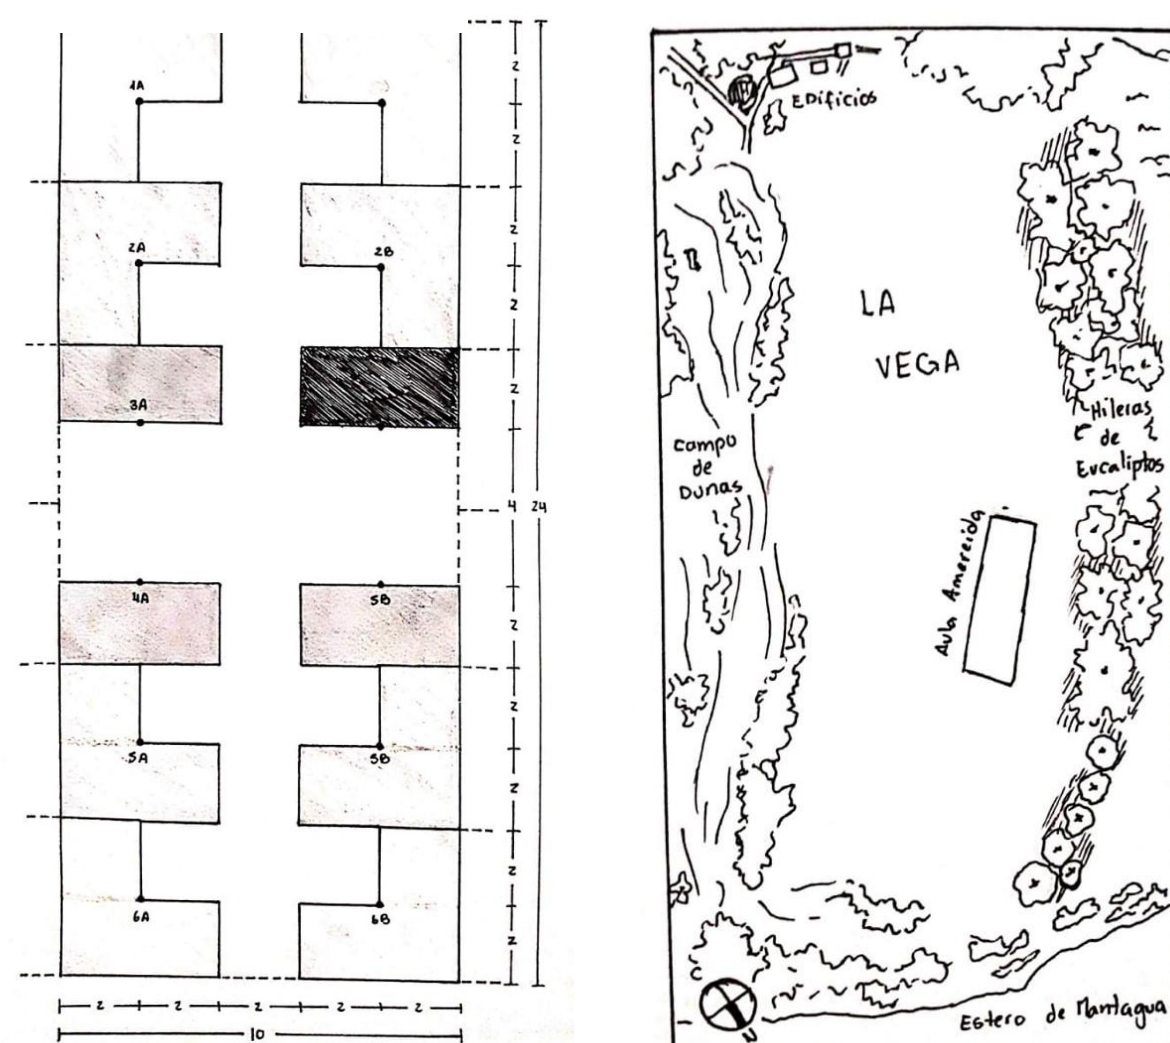 1A
2A
2B
3A
4A
5B
5A
5B
6A
6B
2
2
2
2
2
4
24
2
2
2
2
2
2 2 2 2 2
10
Edificios
LA
VEGA
Campo
de
Dunas
Hileras
de
Eucaliptos
Aula Amereida
N
Estero de Mantagua